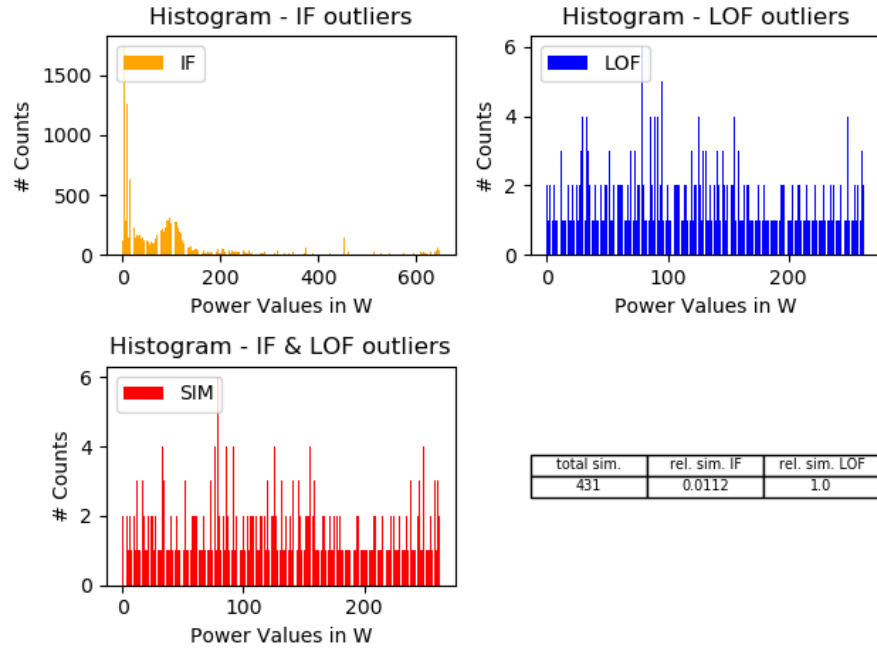 Histogram - IF outliers
IF
1500
1000
500
0
# Counts
0 200 400 600
Power Values in W
Histogram - LOF outliers
LOF
6
4
2
0
# Counts
0 100 200
Power Values in W
Histogram - IF & LOF outliers
SIM
6
4
2
0
# Counts
0 100 200
Power Values in W
total sim. rel. sim. IF rel. sim. LOF
431 0.0112 1.0